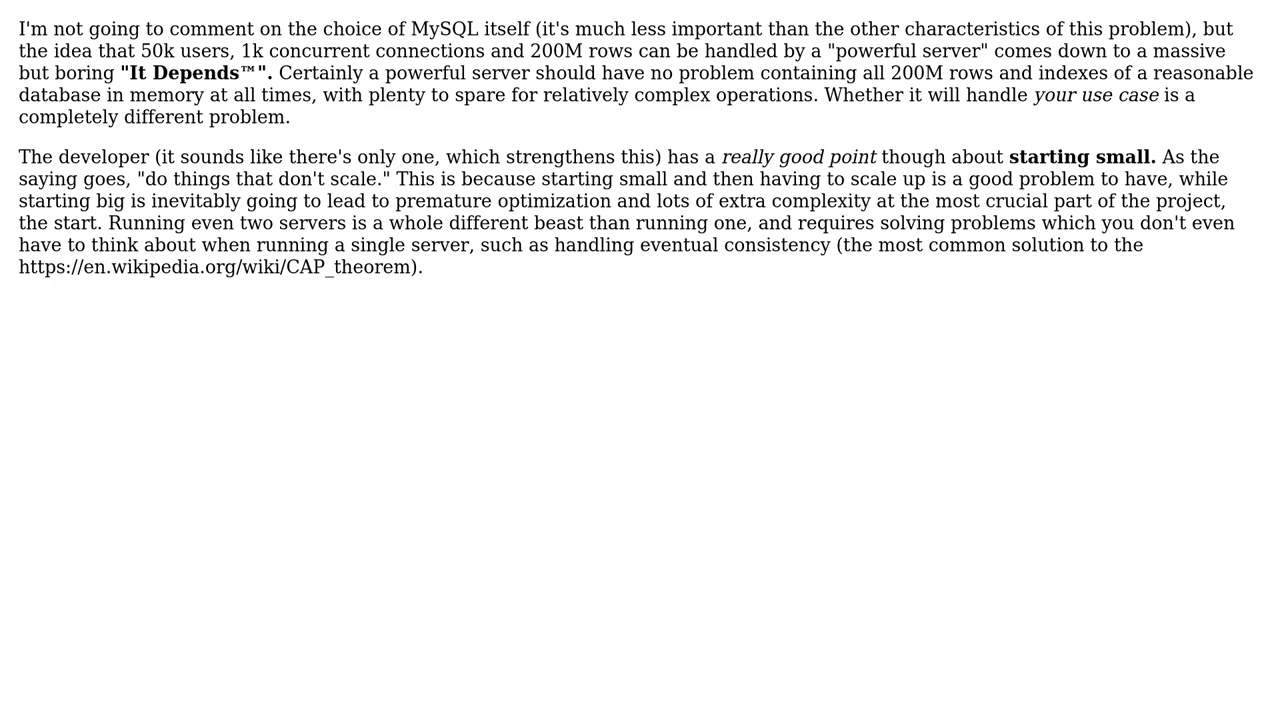 I'm not going to comment on the choice of MySQL itself (it's much less important than the other characteristics of this problem), but
the idea that 50k users, 1k concurrent connections and 200M rows can be handled by a "powerful server" comes down to a massive
but boring "It Depends™". Certainly a powerful server should have no problem containing all 200M rows and indexes of a reasonable
database in memory at all times, with plenty to spare for relatively complex operations. Whether it will handle your use case is a
completely different problem.
The developer (it sounds like there's only one, which strengthens this) has a really good point though about starting small. As the
saying goes, "do things that don't scale." This is because starting small and then having to scale up is a good problem to have, while
starting big is inevitably going to lead to premature optimization and lots of extra complexity at the most crucial part of the project,
the start. Running even two servers is a whole different beast than running one, and requires solving problems which you don't even
have to think about when running a single server, such as handling eventual consistency (the most common solution to the
https://en.wikipedia.org/wiki/CAP_theorem).